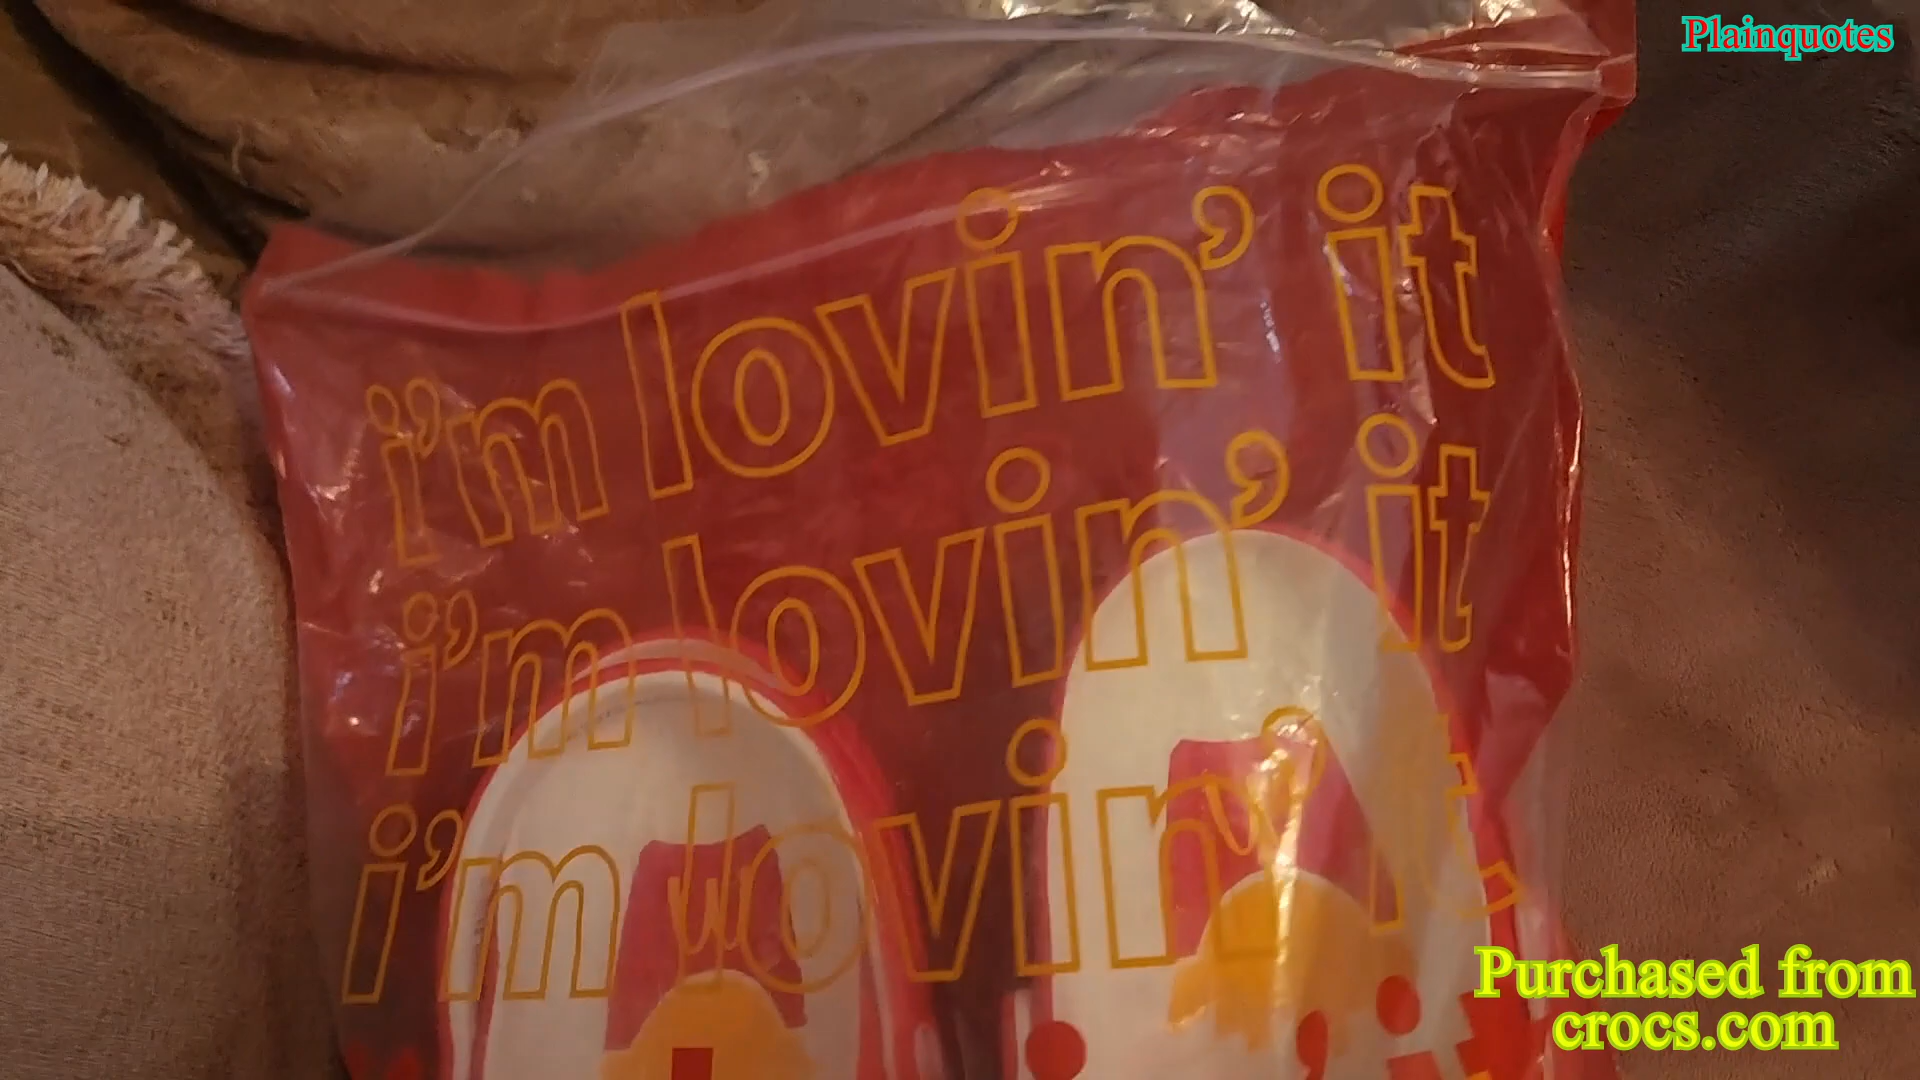 Plainquotes
i'm lovin' it
i'm lovin' it
i'm lovin' it
Purchased from
crocs.com